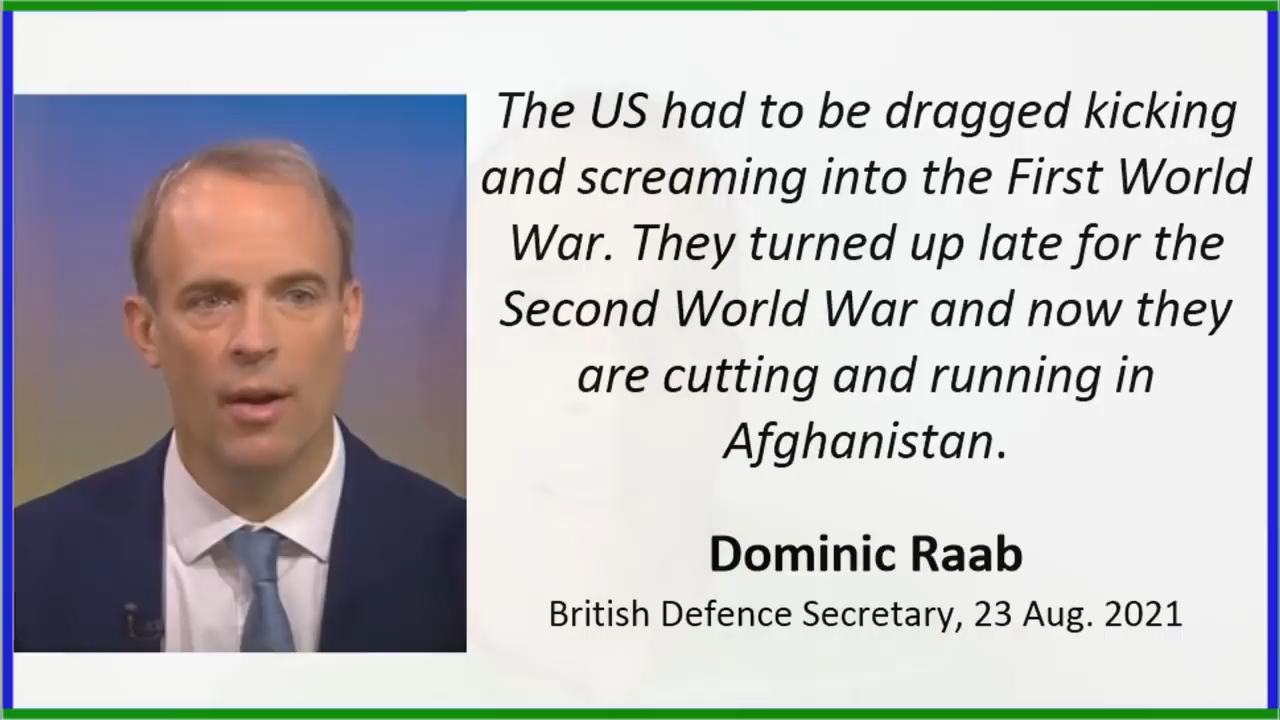 The US had to be dragged kicking
and screaming into the First World
War. They turned up late for the
Second World War and now they
are cutting and running in
Afghanistan.
Dominic Raab
British Defence Secretary, 23 Aug. 2021